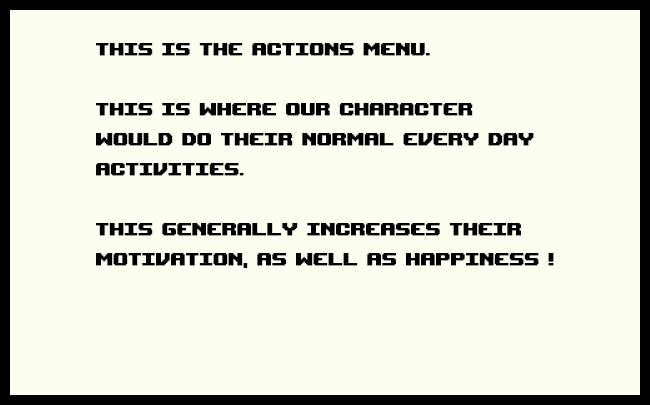 THIS IS THE ACTIONS MENU.
THIS IS WHERE OUR CHARACTER
WOULD DO THEIR NORMAL EVERY DAY
ACTIVITIES.
THIS GENERALLY INCREASES THEIR
MOTIVATION, AS WELL AS HAPPINESS !